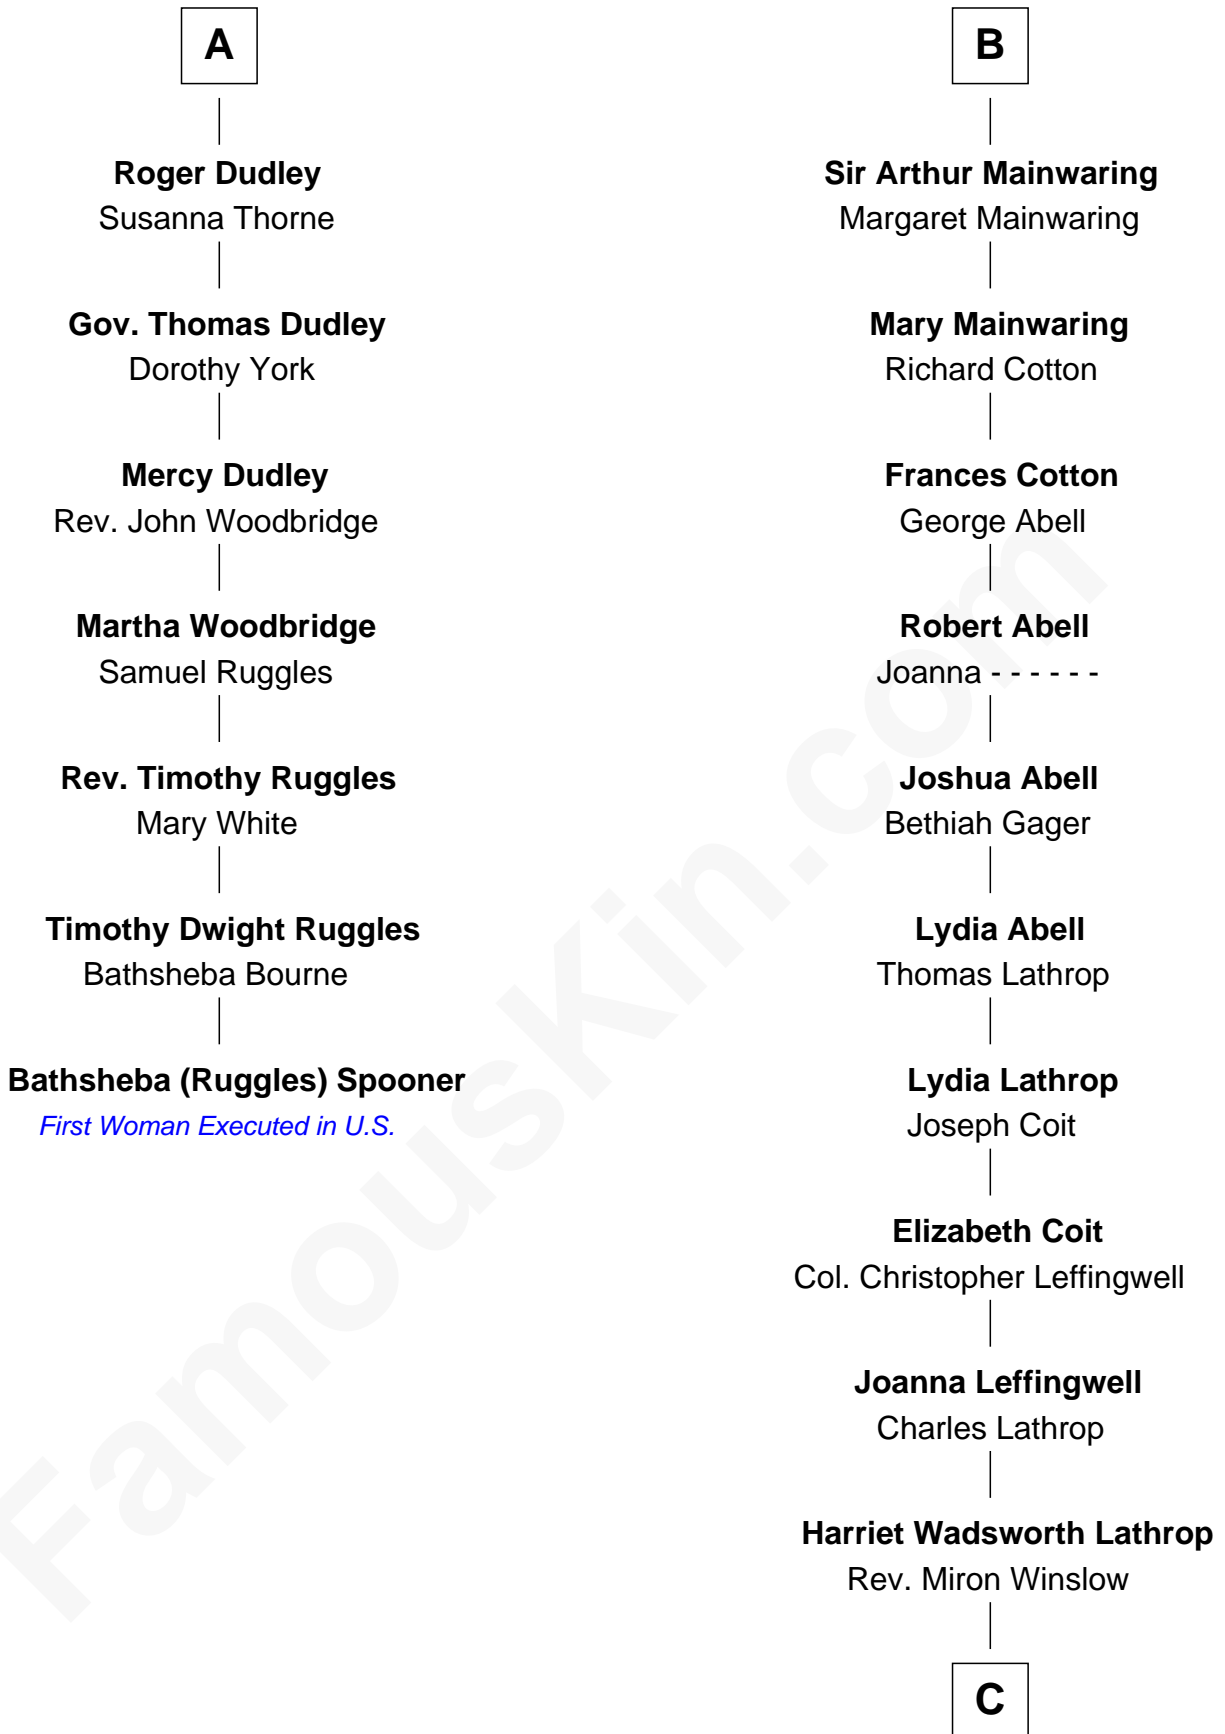 A
Roger Dudley
Susanna Thorne
Gov. Thomas Dudley
Dorothy York
Mercy Dudley
Rev. John Woodbridge
Martha Woodbridge
Samuel Ruggles
Rev. Timothy Ruggles
Mary White
Timothy Dwight Ruggles
Bathsheba Bourne
Bathsheba (Ruggles) Spooner
First Woman Executed in U.S.
B
Sir Arthur Mainwaring
Margaret Mainwaring
Mary Mainwaring
Richard Cotton
Frances Cotton
George Abell
Robert Abell
Joanna - - - - - -
Joshua Abell
Bethiah Gager
Lydia Abell
Thomas Lathrop
Lydia Lathrop
Joseph Coit
Elizabeth Coit
Col. Christopher Leffingwell
Joanna Leffingwell
Charles Lathrop
Harriet Wadsworth Lathrop
Rev. Miron Winslow
C
FamousKin.com